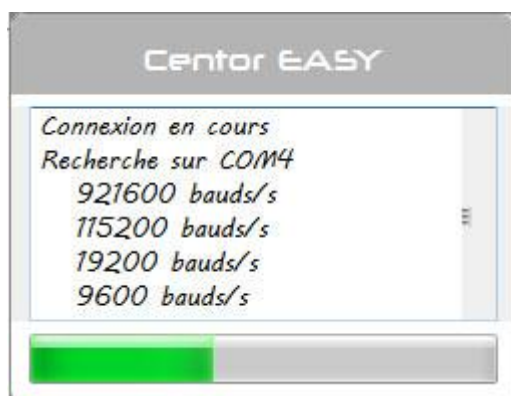 Centor EASY
Connexion en cours
Recherche sur COM4
921600 bauds/s
115200 bauds/s
19200 bauds/s
9600 bauds/s